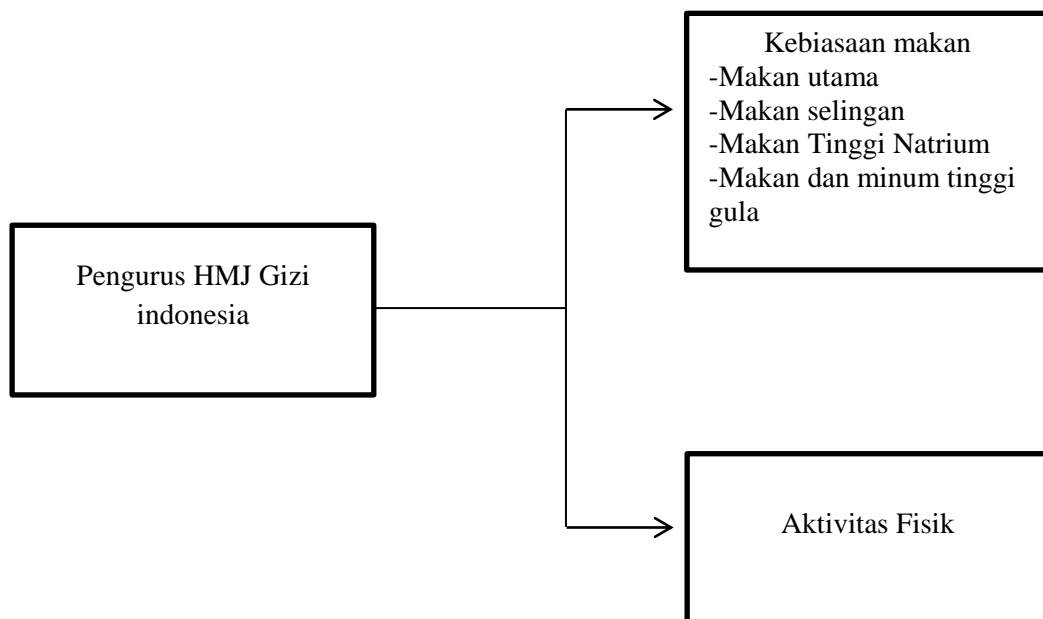 Kebiasaan makan
-Makan utama
-Makan selingan
-Makan Tinggi Natrium
-Makan dan minum tinggi
gula
Pengurus HMJ Gizi
indonesia
Aktivitas Fisik